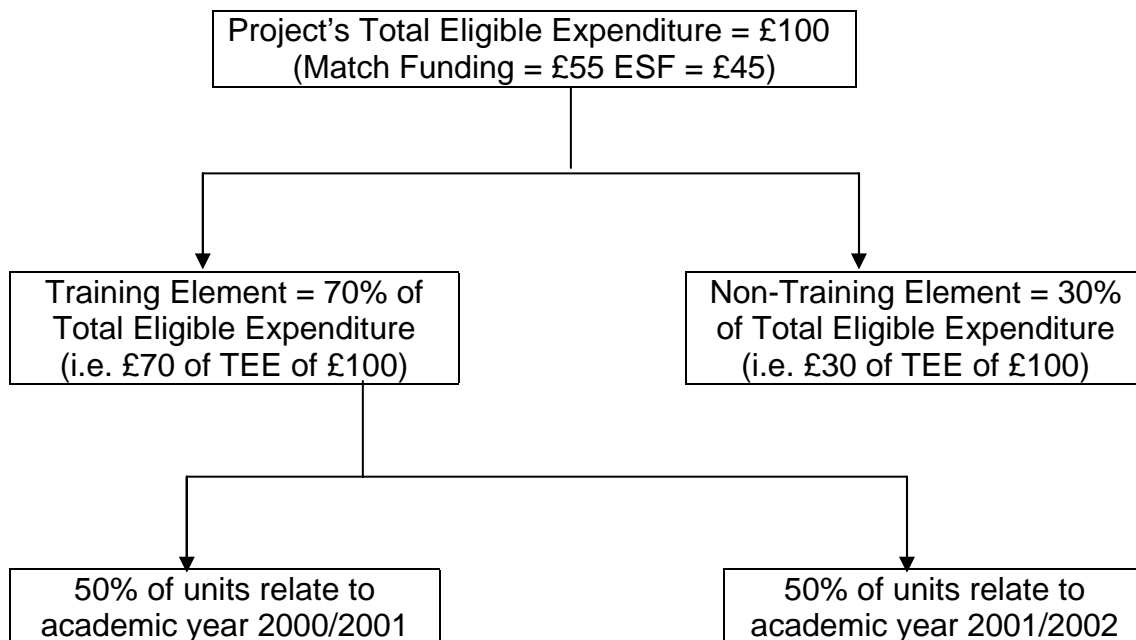 Project’s Total Eligible Expenditure = £100
(Match Funding = £55 ESF = £45)
Training Element = 70% of
Total Eligible Expenditure
(i.e. £70 of TEE of £100)
Non-Training Element = 30%
of Total Eligible Expenditure
(i.e. £30 of TEE of £100)
50% of units relate to
academic year 2000/2001
50% of units relate to
academic year 2001/2002